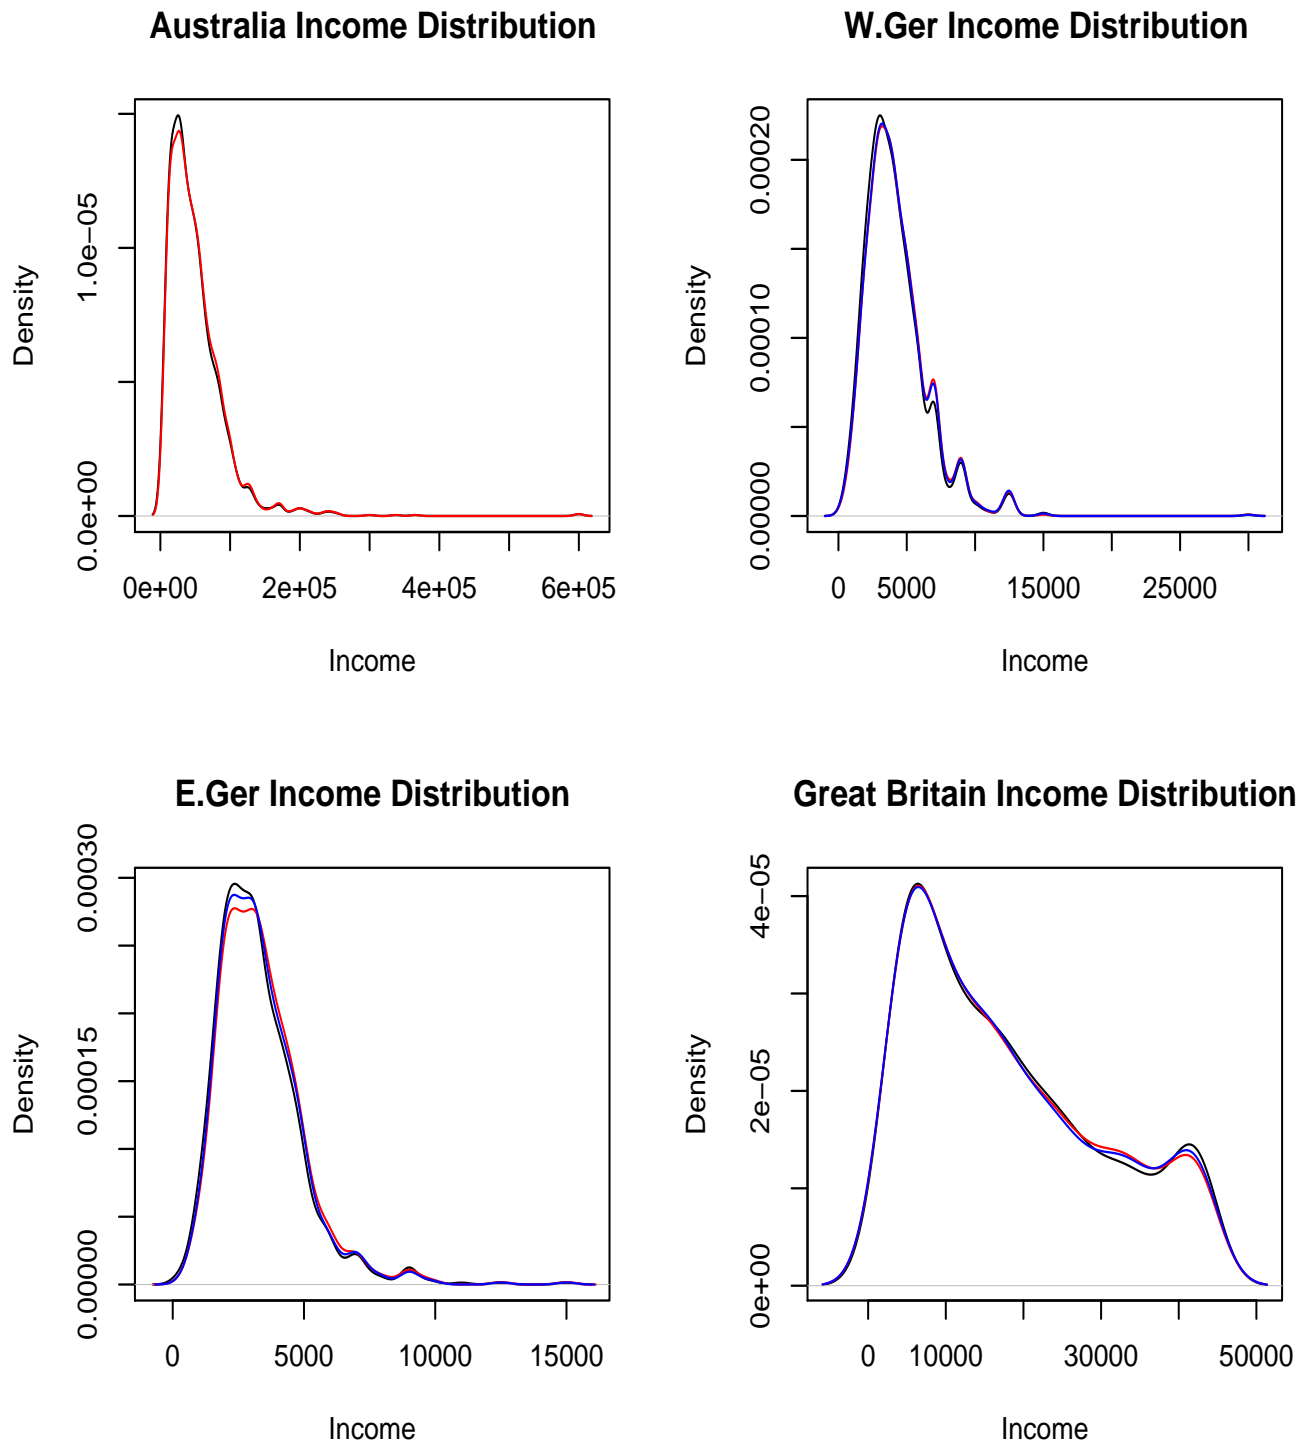 Australia Income Distribution
Density
0.0e+00
1.0e−05
0e+00 2e+05 4e+05 6e+05
Income
W.Ger Income Distribution
Density
0.00000
0.00010
0.00020
0 5000 15000 25000
Income
E.Ger Income Distribution
Density
0.00000
0.00015
0.00030
0 5000 10000 15000
Income
Great Britain Income Distribution
Density
0e+00
2e−05
4e−05
0 10000 30000 50000
Income